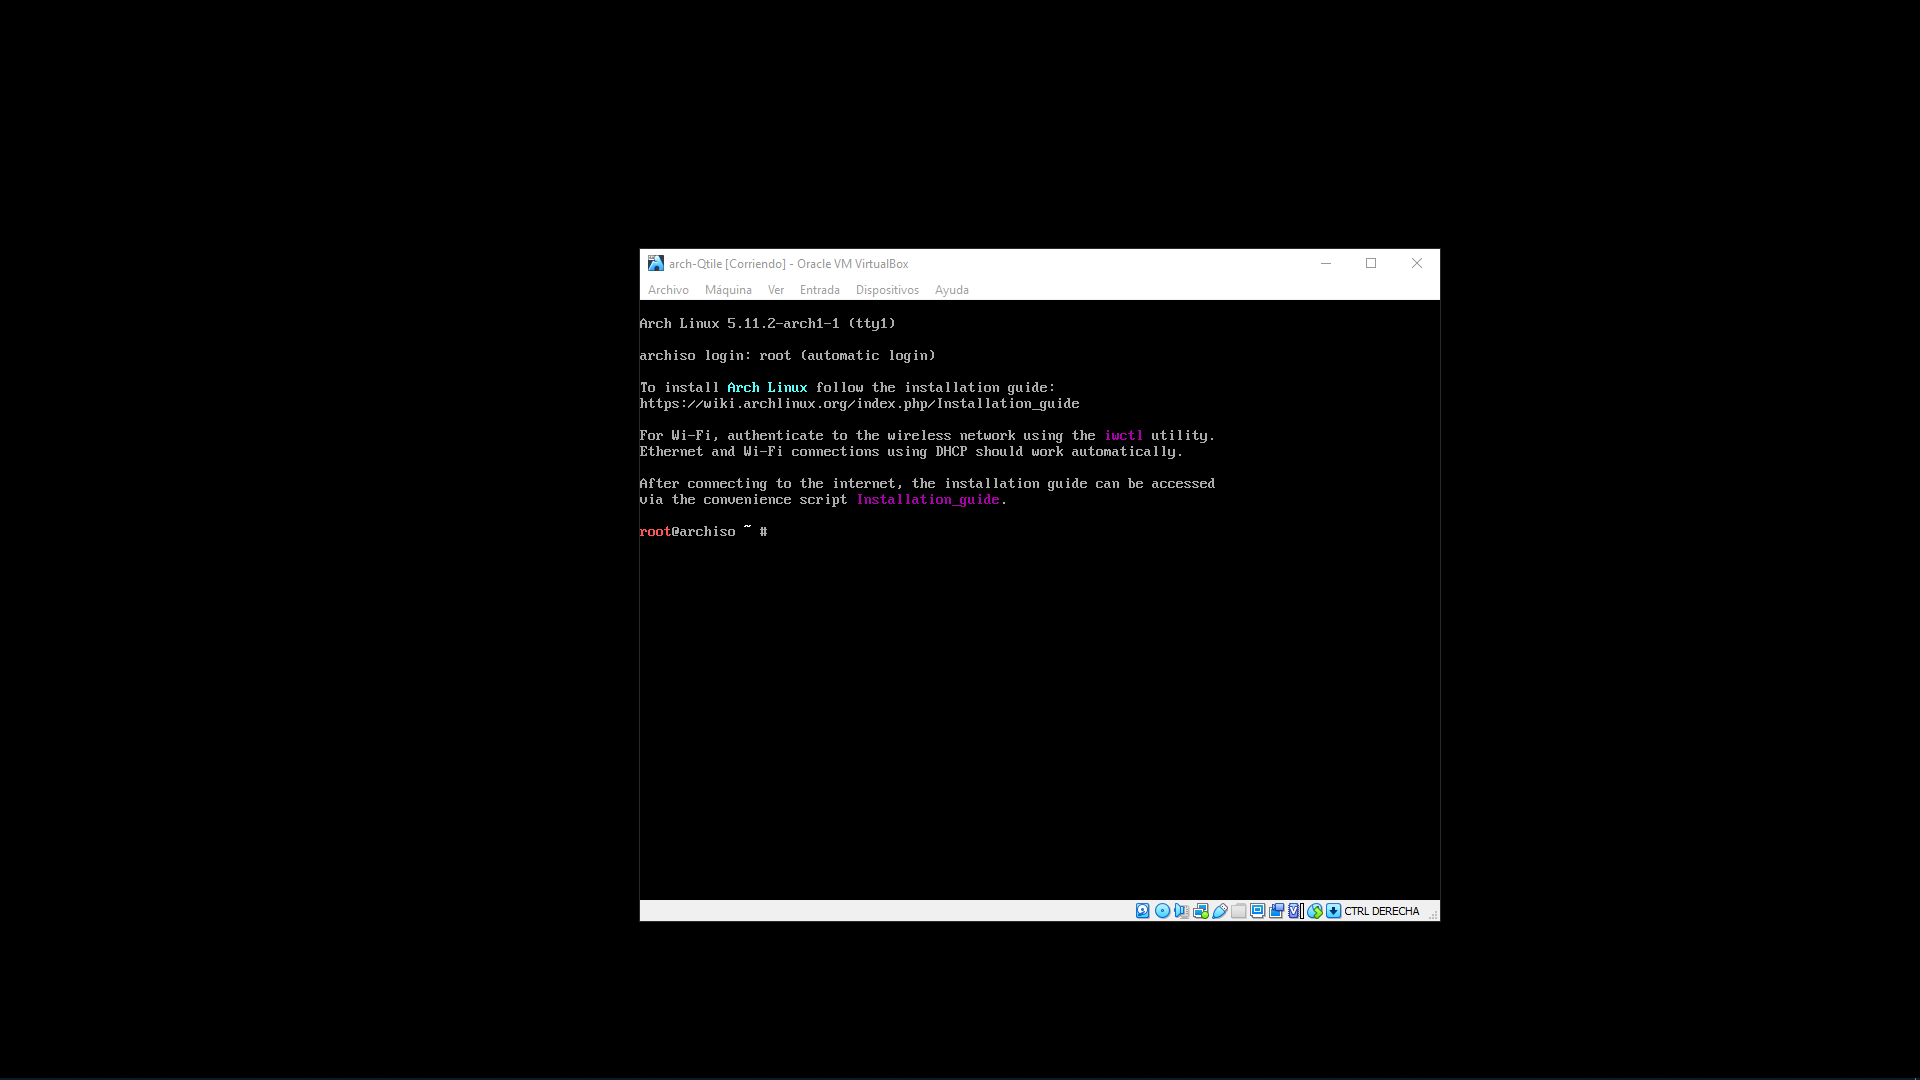 arch-Qtile [Corriendo] - Oracle VM VirtualBox
Archivo Máquina Ver Entrada Dispositivos Ayuda
Arch Linux 5.11.2-arch1-1 (tty1)
archiso login: root (automatic login)
To install Arch Linux follow the installation guide:
https://wiki.archlinux.org/index.php/Installation_guide
For Wi-Fi, authenticate to the wireless network using the iwctl utility.
Ethernet and Wi-Fi connections using DHCP should work automatically.
After connecting to the internet, the installation guide can be accessed
via the convenience script Installation_guide.
root@archiso ~ #
CTRL DERECHA